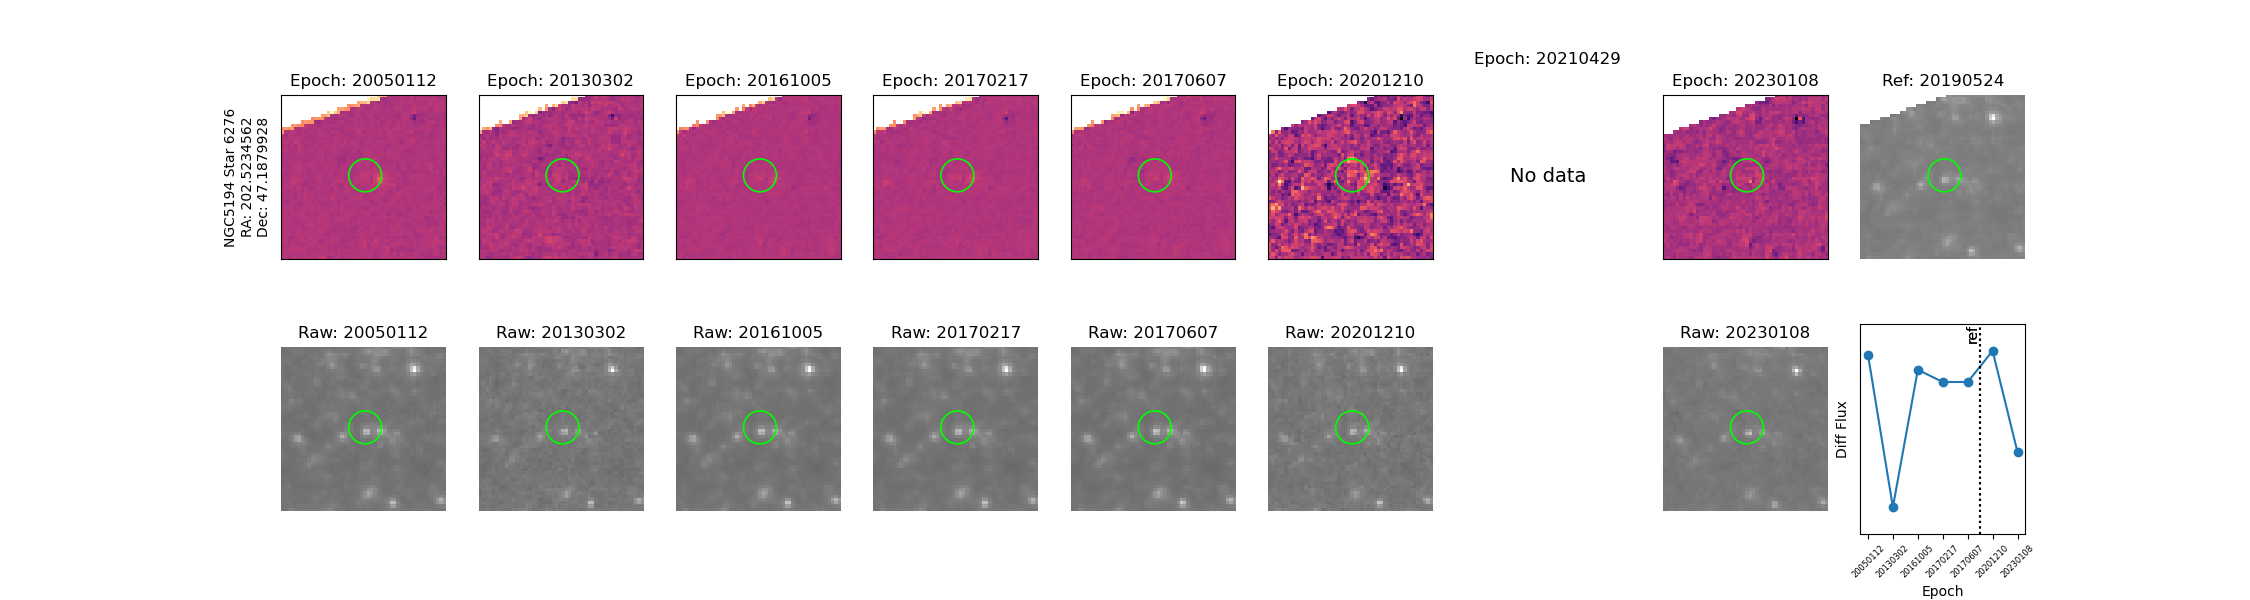 NGC5194 Star 6276
RA: 202.5234562
Dec: 47.18799928
Epoch: 20050112
Epoch: 20130302
Epoch: 20161005
Epoch: 20170217
Epoch: 20170607
Epoch: 20201210
Epoch: 20210429
No data
Epoch: 20230108
Ref: 20190524
Raw: 20050112
Raw: 20130302
Raw: 20161005
Raw: 20170217
Raw: 20170607
Raw: 20201210
Raw: 20230108
ref
Diff Flux
20050112
20130302
20161005
20170217
20170607
20201210
20230108
Epoch